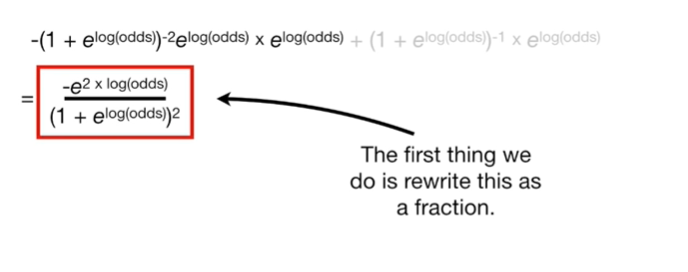 -(1 + e^log(odds))^-2 e^log(odds) x e^log(odds) + (1 + e^log(odds))^-1 x e^log(odds)
= -e^2 x log(odds)
(1 + e^log(odds))^2
The first thing we
do is rewrite this as
a fraction.